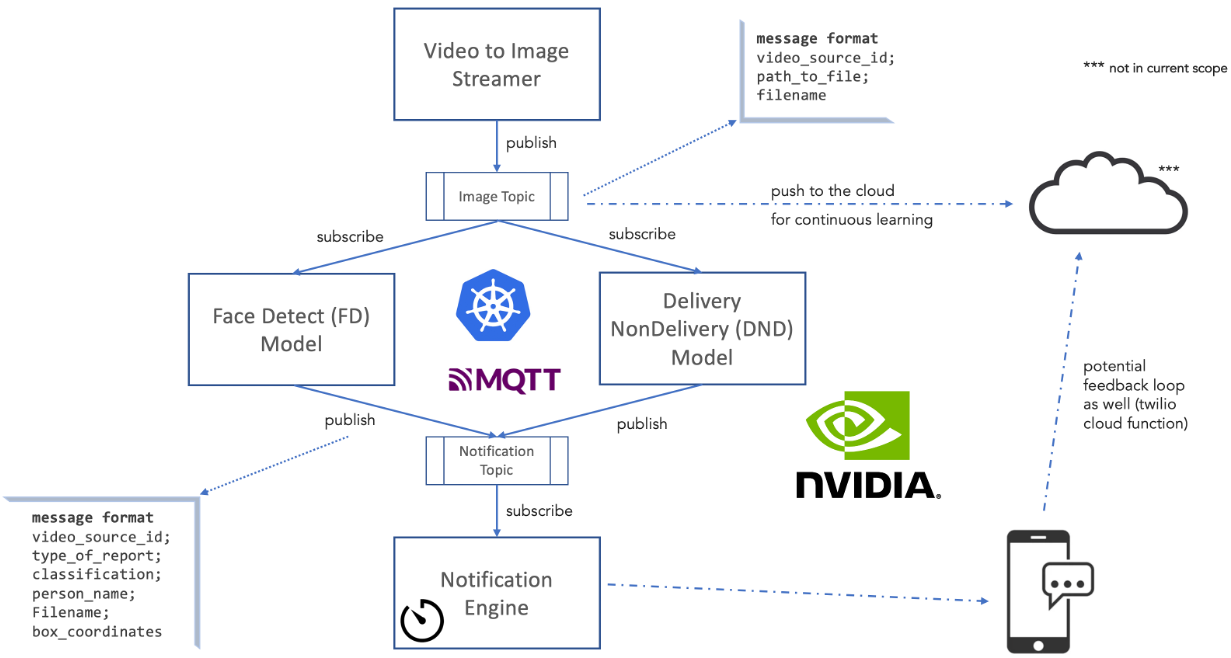 Video to Image
Streamer
message format
video_source_id;
path_to_file;
filename
*** not in current scope
publish
Image Topic
***
push to the cloud
for continuous learning
subscribe
subscribe
Face Detect (FD)
Model
Delivery
NonDelivery (DND)
Model
MQTT
potential
feedback loop
as well (twilio
cloud function)
publish
publish
Notification
Topic
NVIDIA.
subscribe
message format
video_source_id;
type_of_report;
classification;
person_name;
Filename;
box_coordinates
Notification
Engine